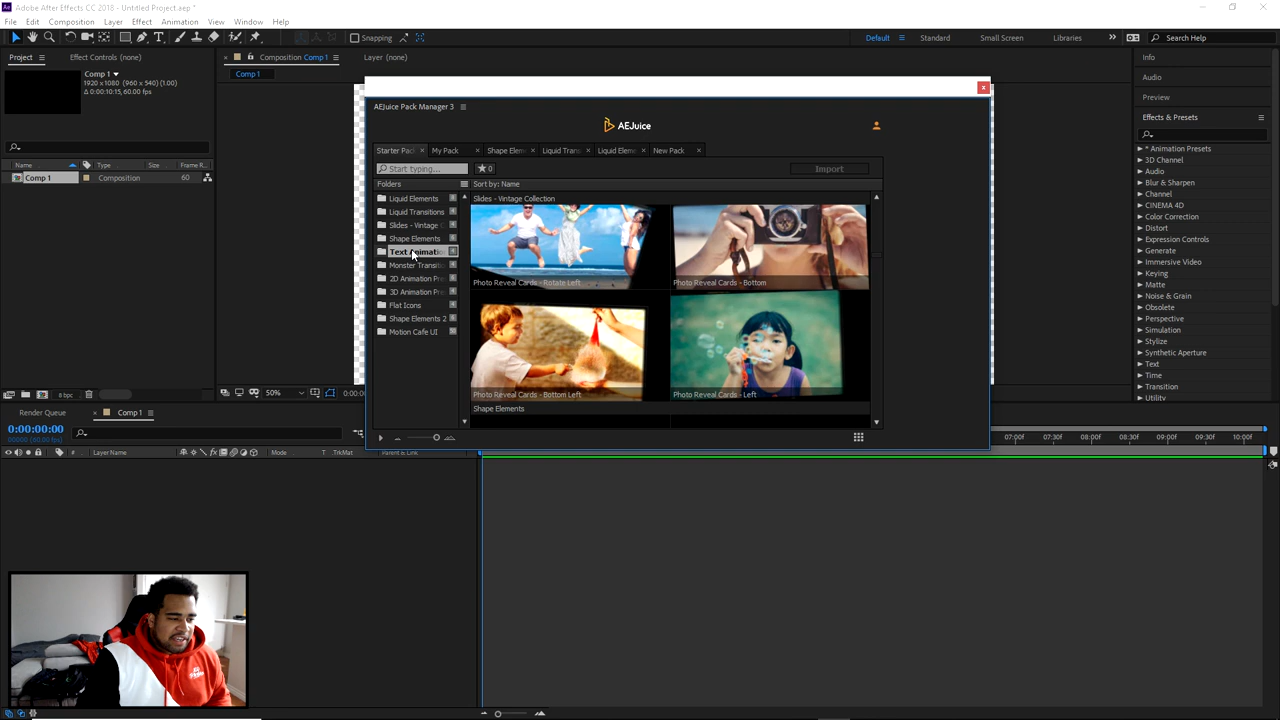 Adobe After Effects CC 2018 - Untitled Project.aep *
File Edit Composition Layer Effect Animation View Window Help
Snapping
Default Standard Small Screen Libraries Search Help
Project Effect Controls (none) Composition Comp 1 Layer (none)
Comp 1
Comp 1
1920 x 1080 (960 x 540) (1.00)
Δ 0:00:10:15, 60.00 fps
Name Type Size Frame R...
Comp 1 Composition 60
8 bpc
50%
AEJuice Pack Manager 3
AEJuice
Starter Pac My Pack Shape Elem Liquid Trans Liquid Elem New Pack
Start typing... 0 Import
Folders Sort by: Name
Liquid Elements
Liquid Transitions
Slides - Vintage
Shape Elements
Text Animatio
Monster Transit
2D Animation Pre
3D Animation Pre
Flat Icons
Shape Elements 2
Motion Cafe UI
Slides - Vintage Collection
Photo Reveal Cards - Rotate Left
Photo Reveal Cards - Bottom
Photo Reveal Cards - Bottom Left
Photo Reveal Cards - Left
Shape Elements
Info
Audio
Preview
Effects & Presets
* Animation Presets
3D Channel
Audio
Blur & Sharpen
Channel
CINEMA 4D
Color Correction
Distort
Expression Controls
Generate
Immersive Video
Keying
Matte
Noise & Grain
Obsolete
Perspective
Simulation
Stylize
Synthetic Aperture
Text
Time
Transition
Utility
Render Queue Comp 1
0:00:00:00
00000 (60.00 fps)
# Layer Name Mode T .TrkMat Parent & Link
07:00f 07:30f 08:00f 08:30f 09:00f 09:30f 10:00f